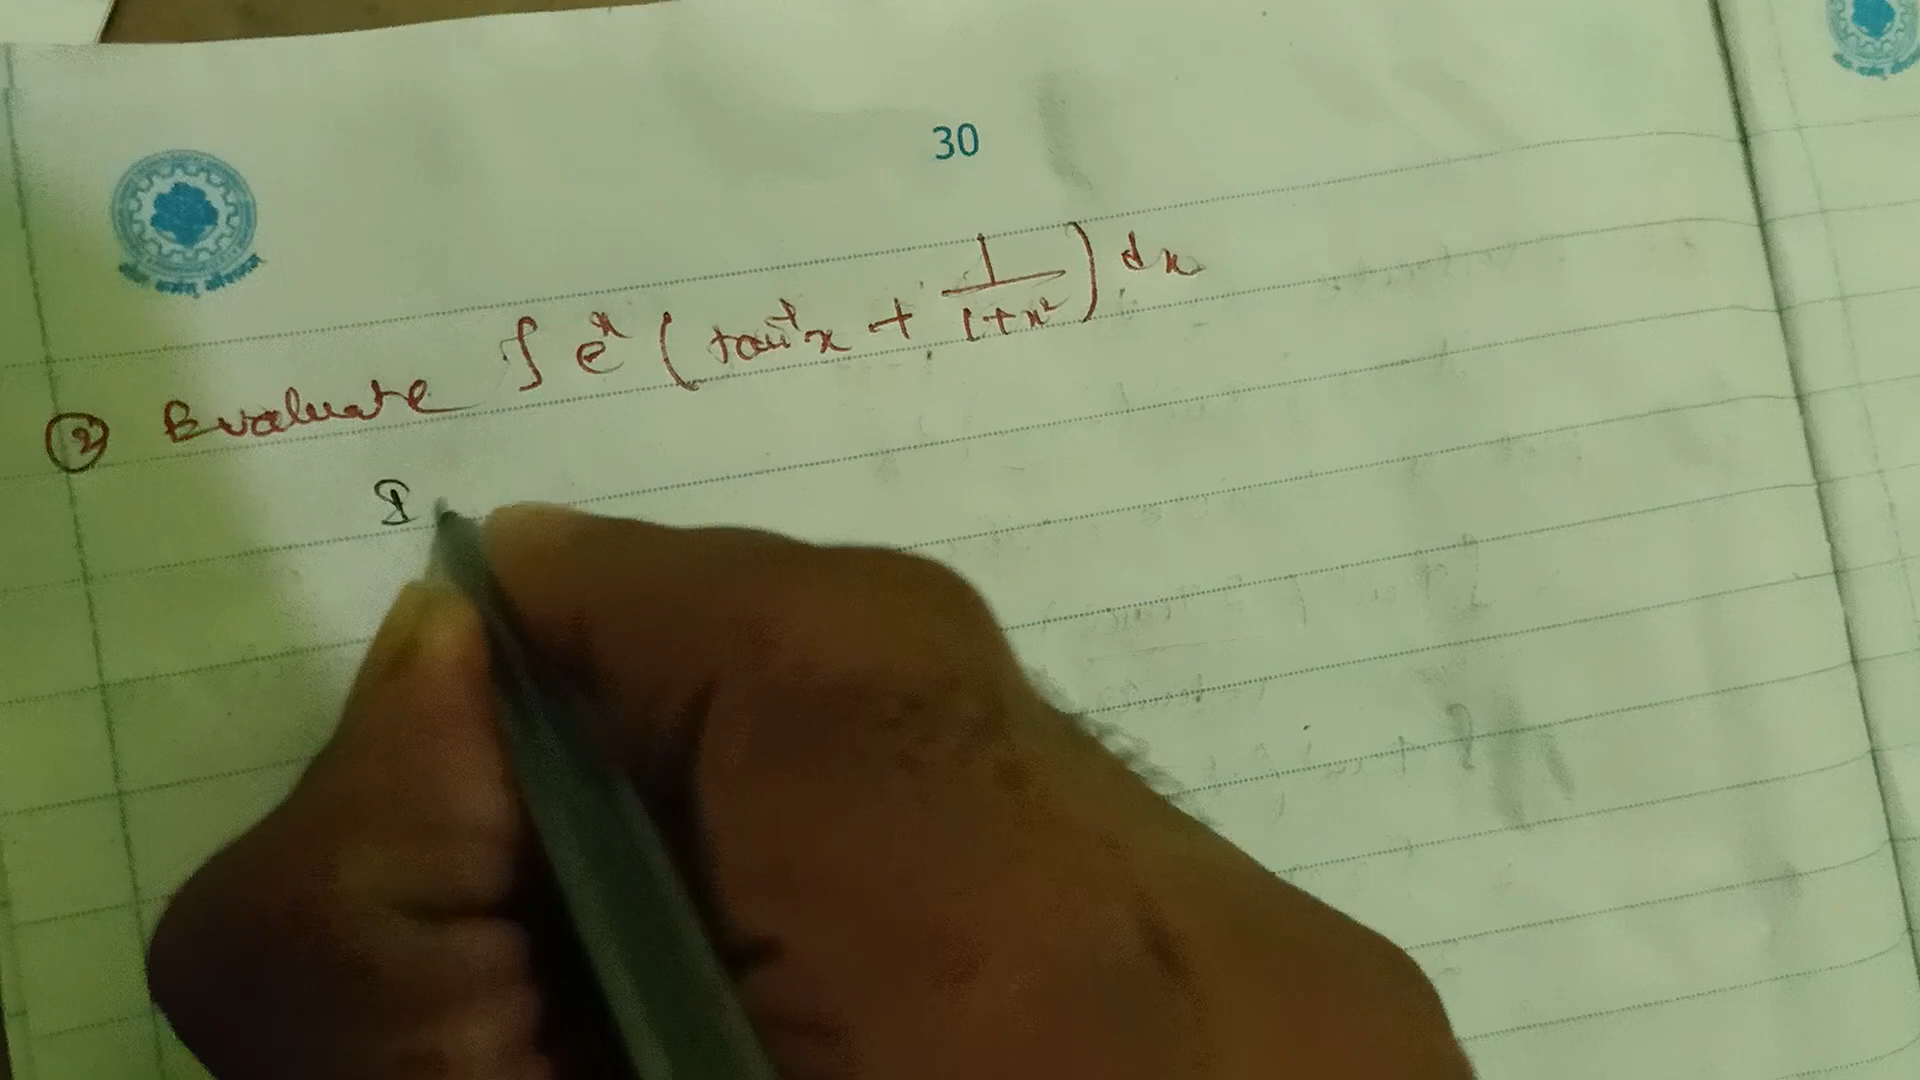 30
② Evaluate ∫ eˣ (tan⁻¹x + 1/(1+x²)) dx
I